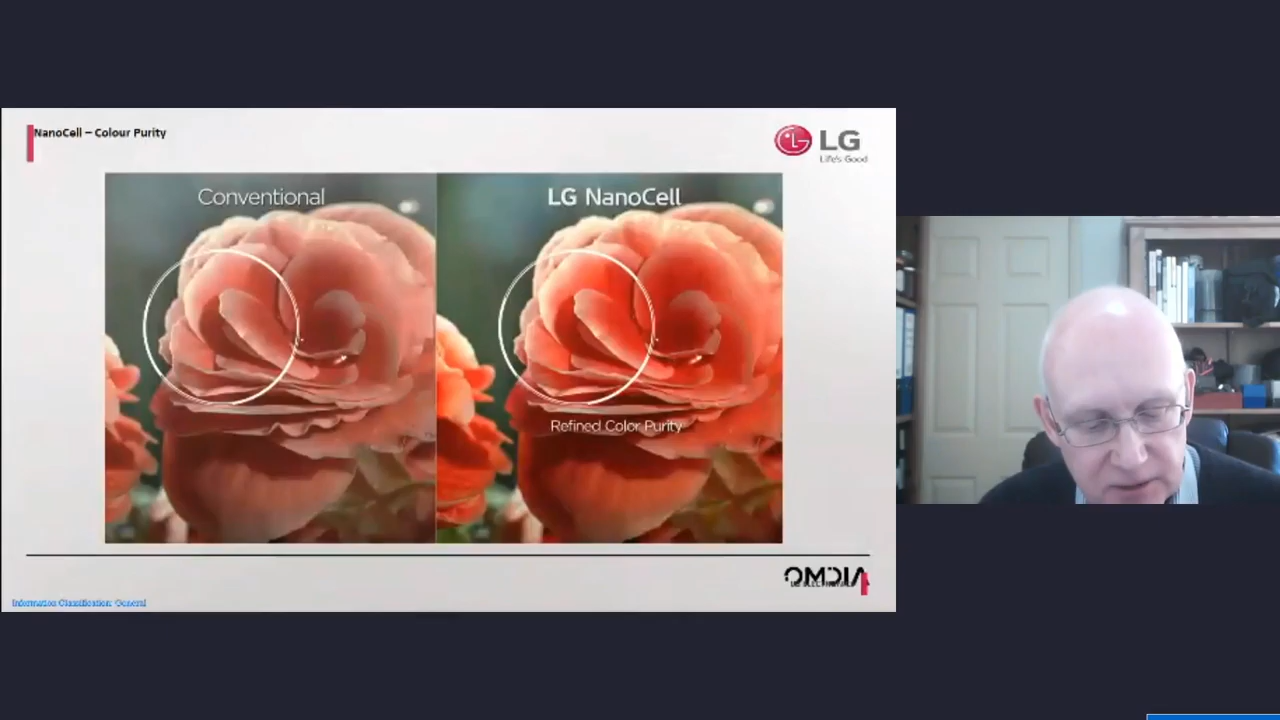 NanoCell – Colour Purity
LG
Life's Good
Conventional
LG NanoCell
Refined Color Purity
OMDIA
Information Classification: General